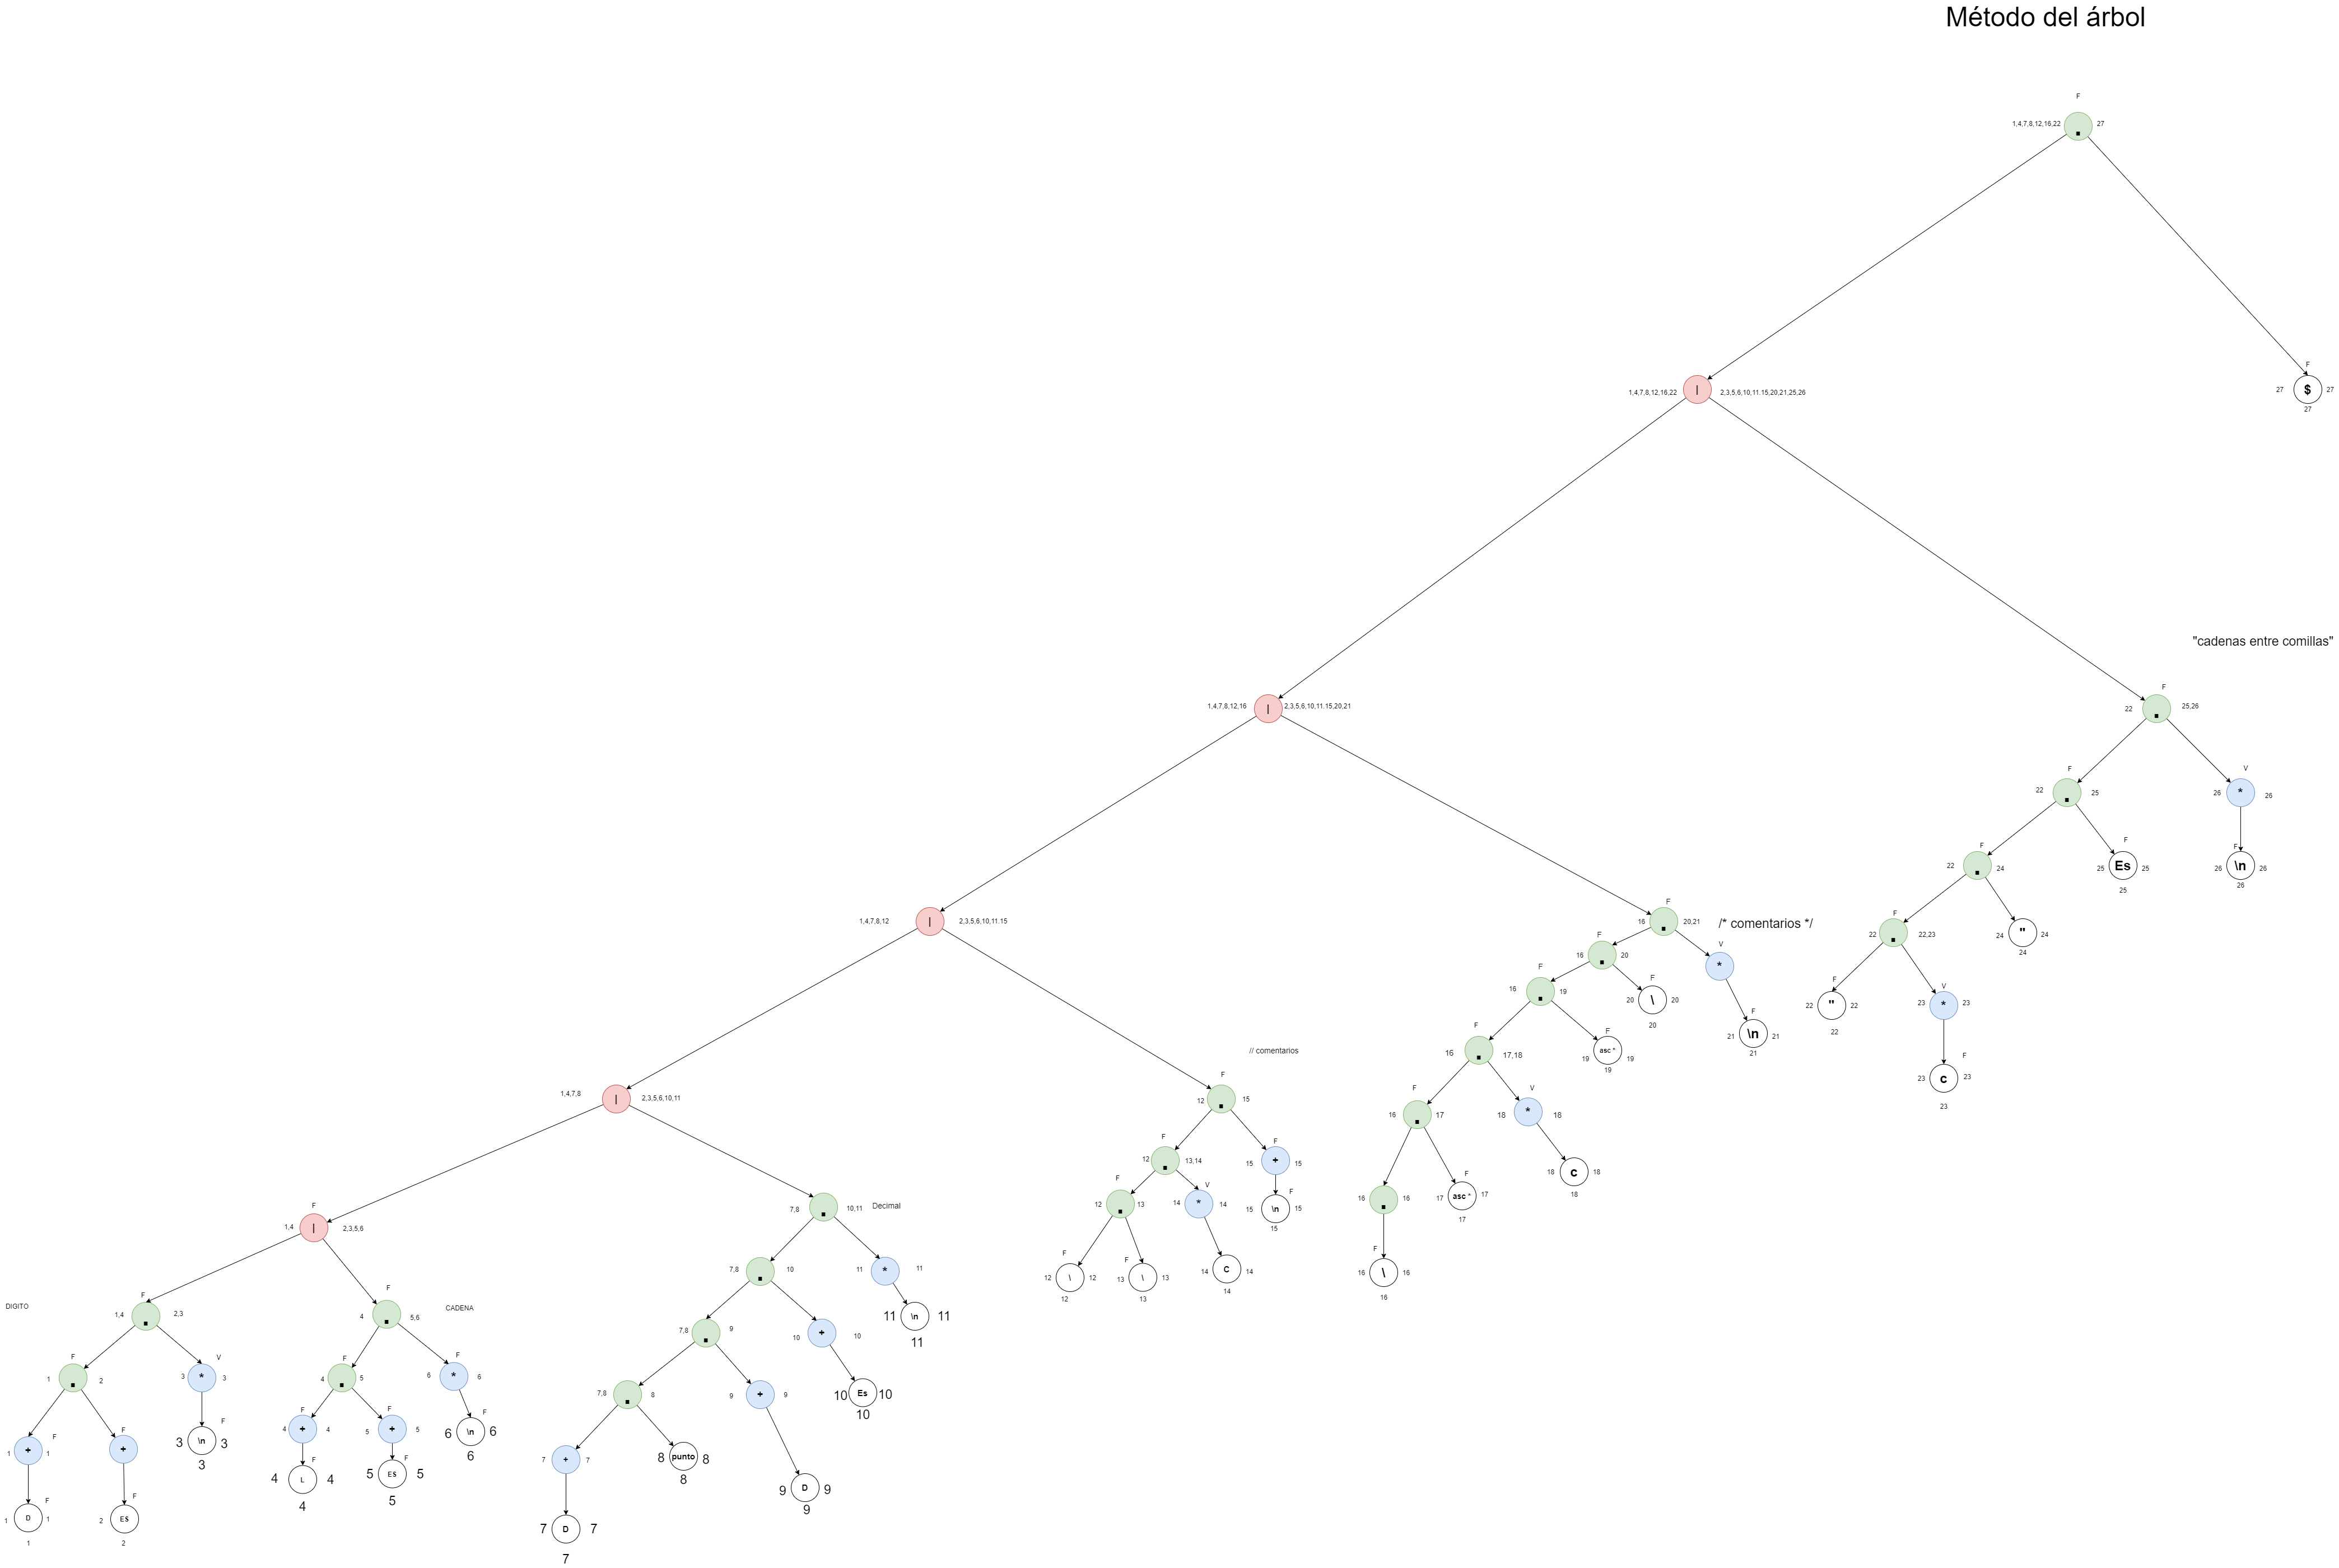 Método del árbol
F
1,4,7,8,12,16,22 . 27
F
1,4,7,8,12,16,22 | 2,3,5,6,10,11.15,20,21,25,26
27 $ 27
27
"cadenas entre comillas"
F
1,4,7,8,12,16 | 2,3,5,6,10,11.15,20,21
22 . 25,26
F V
22 . 25
26 * 26
F F F
22 . 24
25 Es 25
26 \n 26
25 26
F
22 . 22,23
24 " 24
24
F V
22 " 22
23 * 23
22
F
23 c 23
23
1,4,7,8,12 | 2,3,5,6,10,11.15
F
16 . 20,21
/* comentarios */
F V
16 . 20
*
F F
16 . 19
20 \ 20
20
F
21 \n 21
21
F F
16 . 17,18
19 asc * 19
19
F V
16 . 17
18 * 18
F
16 . 16
17 asc * 17
17
18 c 18
18
F
16 \ 16
16
1,4,7,8 | 2,3,5,6,10,11
// comentarios
F
12 . 15
F F
12 . 13,14
15 + 15
F V F
12 . 13
14 * 14
15 \n 15
15
F F
12 \ 12
13 \ 13
14 C 14
12 13 14
F
1,4 | 2,3,5,6
7,8 . 10,11
Decimal
7,8 . 10
11 * 11
11 \n 11
11
7,8 . 9
10 + 10
7,8 . 8
9 + 9
10 Es 10
10
7 + 7
8 punto 8
8
9 D 9
9
7 D 7
7
DIGITO
F
1,4 . 2,3
F
4 . 5,6
CADENA
F V
1 . 2
3 * 3
F F
4 . 5
6 * 6
F F F
1 + 1
+
3 \n 3
3
F F F
4 + 4
5 + 5
6 \n 6
6
F F
4 L 4
4
5 ES 5
5
F F
1 D 1
1
2 ES
2